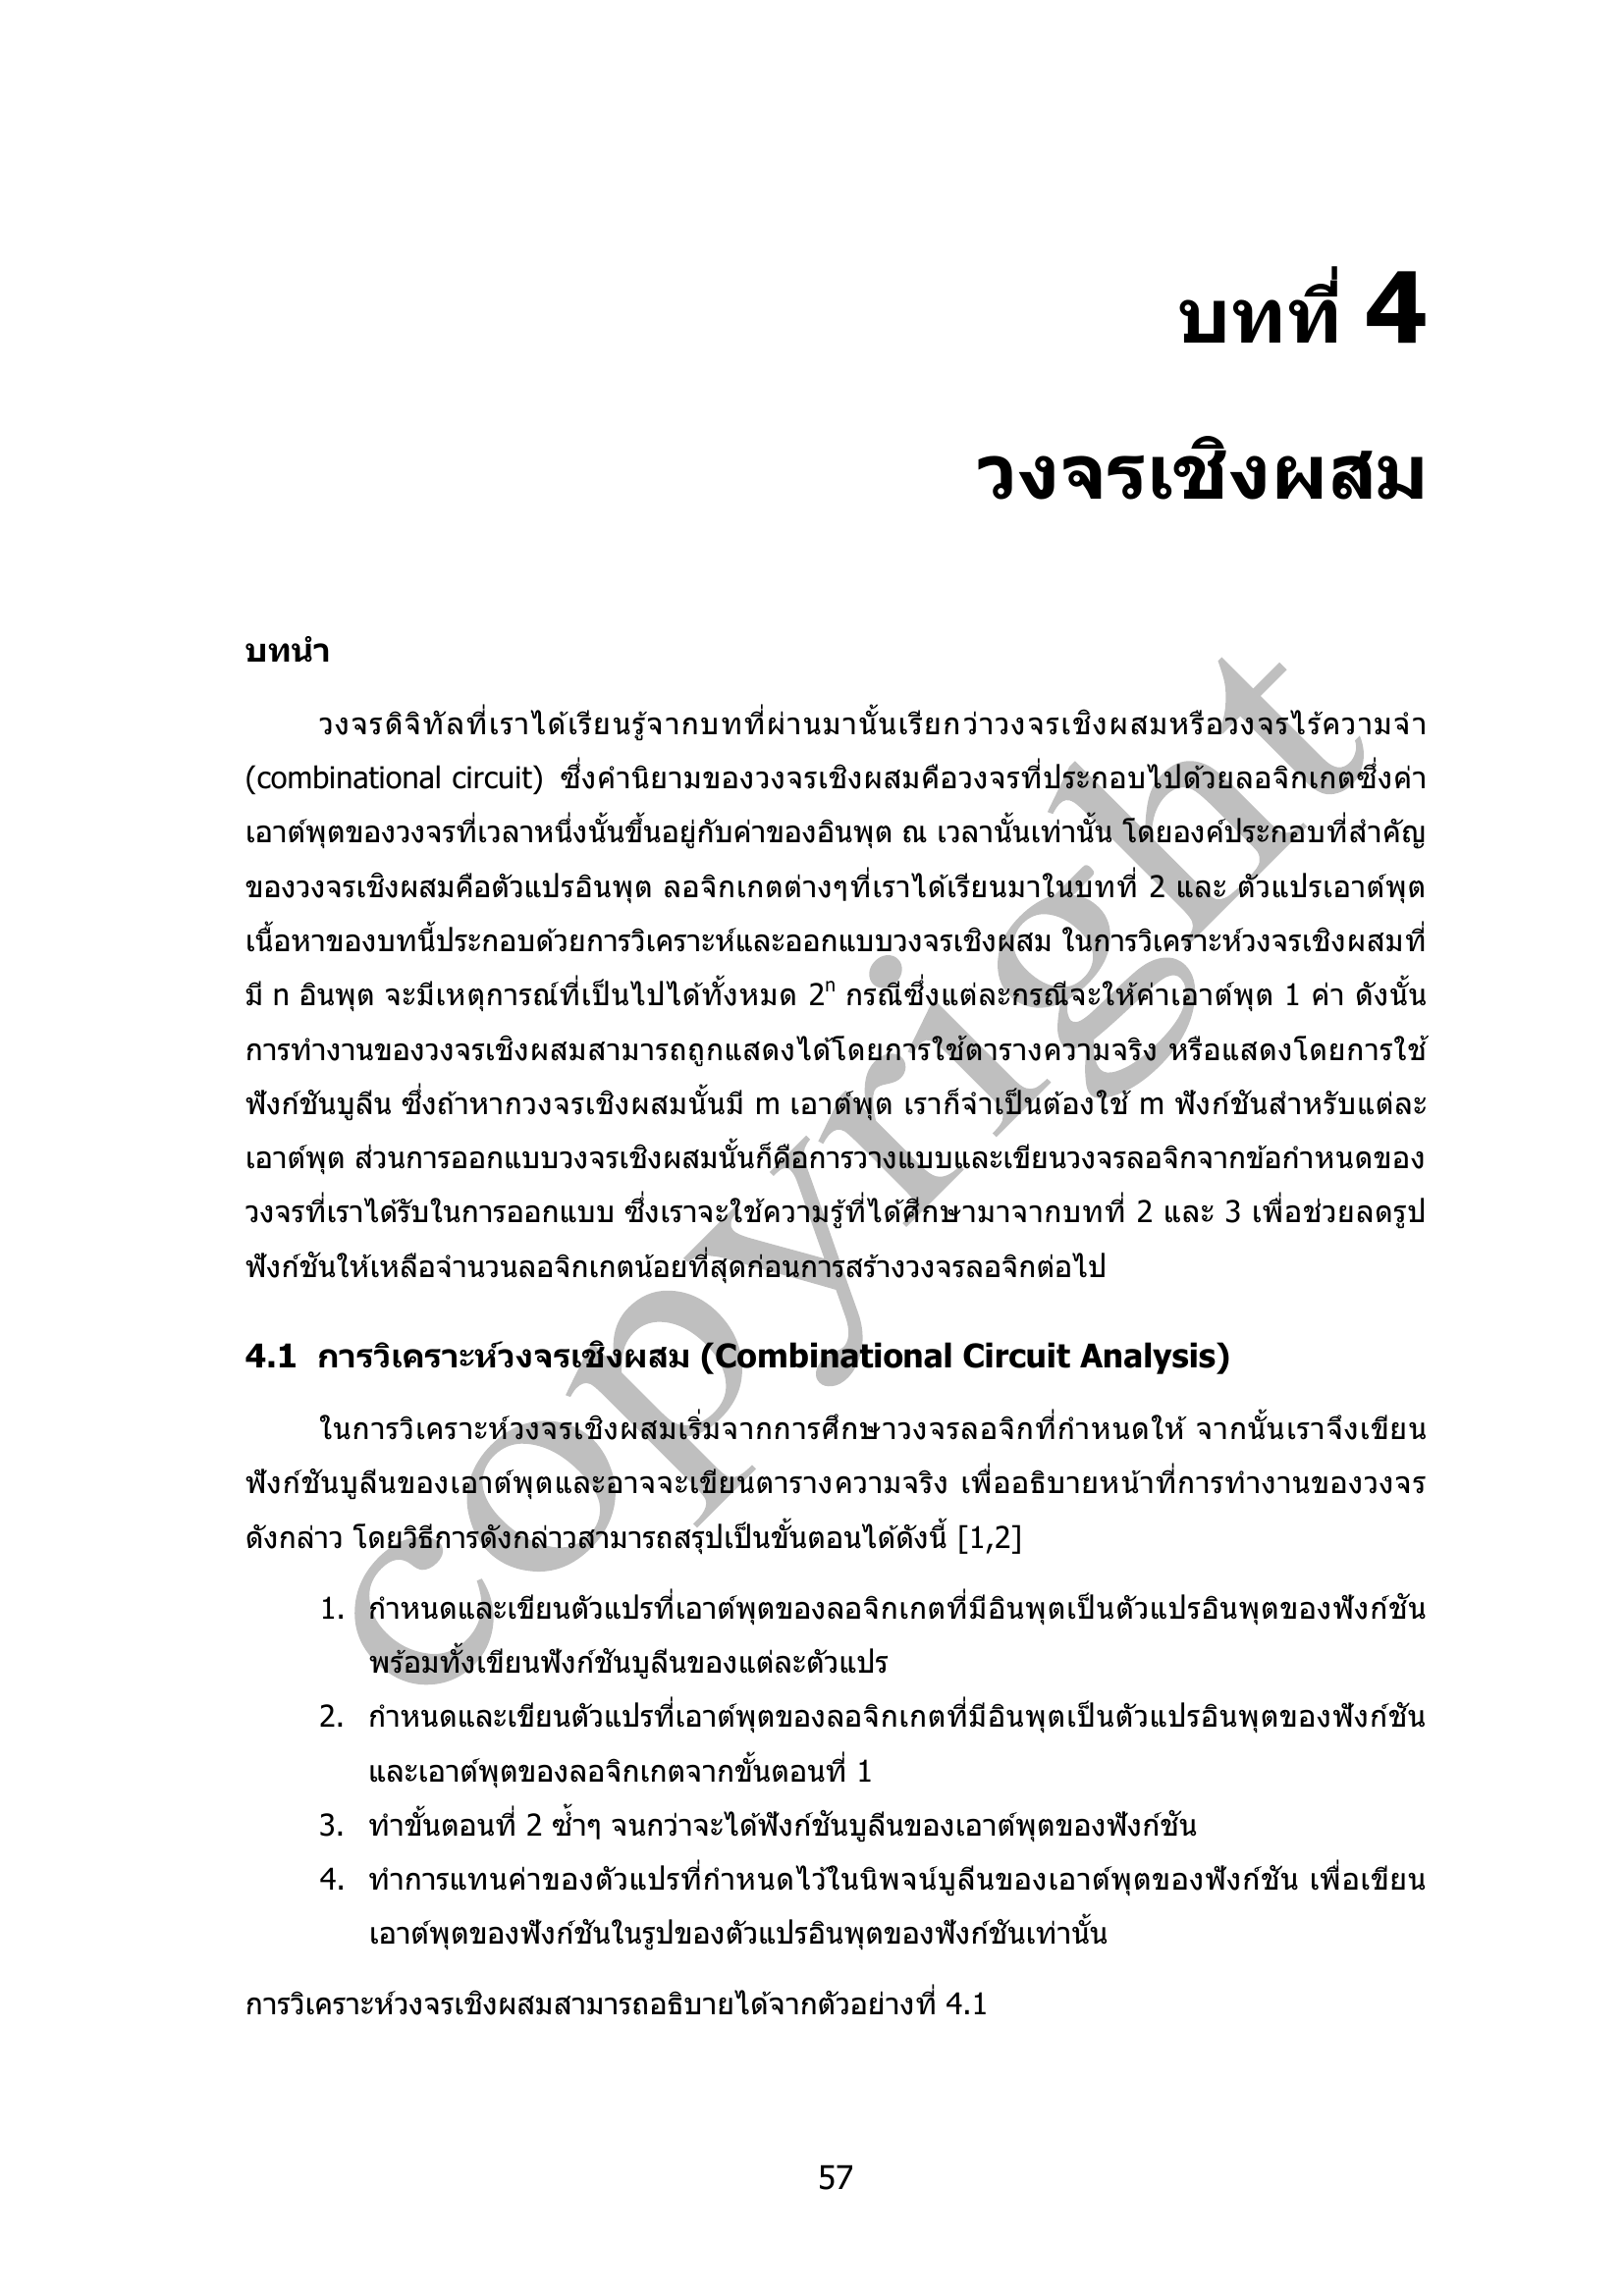 บทที่ 4
วงจรเชิงผสม
บทนำ
วงจรดิจิทัลที่เราได้เรียนรู้จากบทที่ผ่านมานั้นเรียกว่าวงจรเชิงผสมหรือวงจรไร้ความจำ
(combinational circuit) ซึ่งคำนิยามของวงจรเชิงผสมคือวงจรที่ประกอบไปด้วยลอจิกเกตซึ่งค่า
เอาต์พุตของวงจรที่เวลาหนึ่งนั้นขึ้นอยู่กับค่าของอินพุต ณ เวลานั้นเท่านั้น โดยองค์ประกอบที่สำคัญ
ของวงจรเชิงผสมคือตัวแปรอินพุต ลอจิกเกตต่างๆที่เราได้เรียนมาในบทที่ 2 และ ตัวแปรเอาต์พุต
เนื้อหาของบทนี้ประกอบด้วยการวิเคราะห์และออกแบบวงจรเชิงผสม ในการวิเคราะห์วงจรเชิงผสมที่
มี n อินพุต จะมีเหตุการณ์ที่เป็นไปได้ทั้งหมด 2ⁿ กรณีซึ่งแต่ละกรณีจะให้ค่าเอาต์พุต 1 ค่า ดังนั้น
การทำงานของวงจรเชิงผสมสามารถถูกแสดงได้โดยการใช้ตารางความจริง หรือแสดงโดยการใช้
ฟังก์ชันบูลีน ซึ่งถ้าหากวงจรเชิงผสมนั้นมี m เอาต์พุต เราก็จำเป็นต้องใช้ m ฟังก์ชันสำหรับแต่ละ
เอาต์พุต ส่วนการออกแบบวงจรเชิงผสมนั้นก็คือการวางแบบและเขียนวงจรลอจิกจากข้อกำหนดของ
วงจรที่เราได้รับในการออกแบบ ซึ่งเราจะใช้ความรู้ที่ได้ศึกษามาจากบทที่ 2 และ 3 เพื่อช่วยลดรูป
ฟังก์ชันให้เหลือจำนวนลอจิกเกตน้อยที่สุดก่อนการสร้างวงจรลอจิกต่อไป
4.1 การวิเคราะห์วงจรเชิงผสม (Combinational Circuit Analysis)
ในการวิเคราะห์วงจรเชิงผสมเริ่มจากการศึกษาวงจรลอจิกที่กำหนดให้ จากนั้นเราจึงเขียน
ฟังก์ชันบูลีนของเอาต์พุตและอาจจะเขียนตารางความจริง เพื่ออธิบายหน้าที่การทำงานของวงจร
ดังกล่าว โดยวิธีการดังกล่าวสามารถสรุปเป็นขั้นตอนได้ดังนี้ [1,2]
1. กำหนดและเขียนตัวแปรที่เอาต์พุตของลอจิกเกตที่มีอินพุตเป็นตัวแปรอินพุตของฟังก์ชัน
พร้อมทั้งเขียนฟังก์ชันบูลีนของแต่ละตัวแปร
2. กำหนดและเขียนตัวแปรที่เอาต์พุตของลอจิกเกตที่มีอินพุตเป็นตัวแปรอินพุตของฟังก์ชัน
และเอาต์พุตของลอจิกเกตจากขั้นตอนที่ 1
3. ทำขั้นตอนที่ 2 ซ้ำๆ จนกว่าจะได้ฟังก์ชันบูลีนของเอาต์พุตของฟังก์ชัน
4. ทำการแทนค่าของตัวแปรที่กำหนดไว้ในนิพจน์บูลีนของเอาต์พุตของฟังก์ชัน เพื่อเขียน
เอาต์พุตของฟังก์ชันในรูปของตัวแปรอินพุตของฟังก์ชันเท่านั้น
การวิเคราะห์วงจรเชิงผสมสามารถอธิบายได้จากตัวอย่างที่ 4.1
57
copyright